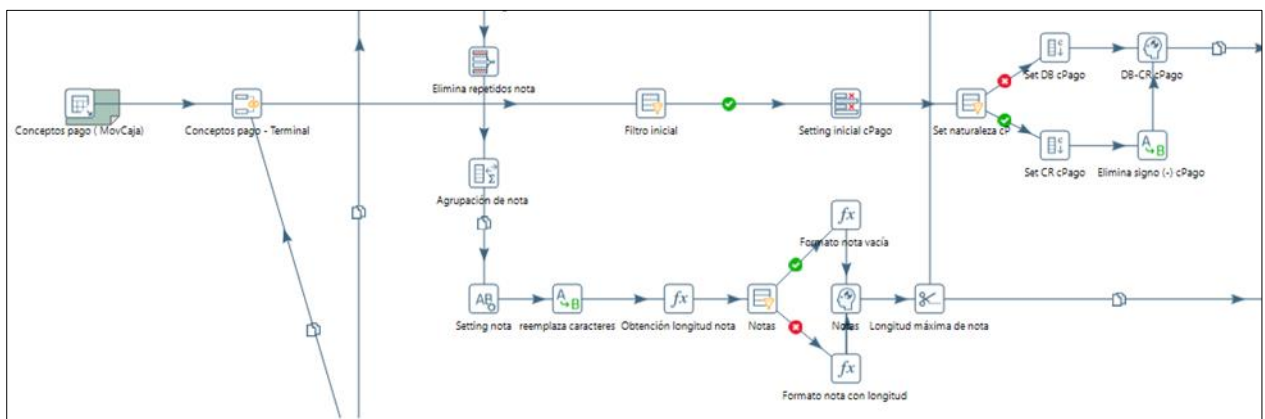 Elimina repetidos nota
Conceptos pago ( MovCaja)
Conceptos pago - Terminal
Filtro inicial
Setting inicial cPago
Set naturaleza cP
Set DB cPago
DB-CR cPago
Set CR cPago
Elimina signo (-) cPago
Agrupación de nota
Formato nota vacía
Setting nota
reemplaza caracteres
Obtención longitud nota
Notas
Notas
Longitud máxima de nota
Formato nota con longitud